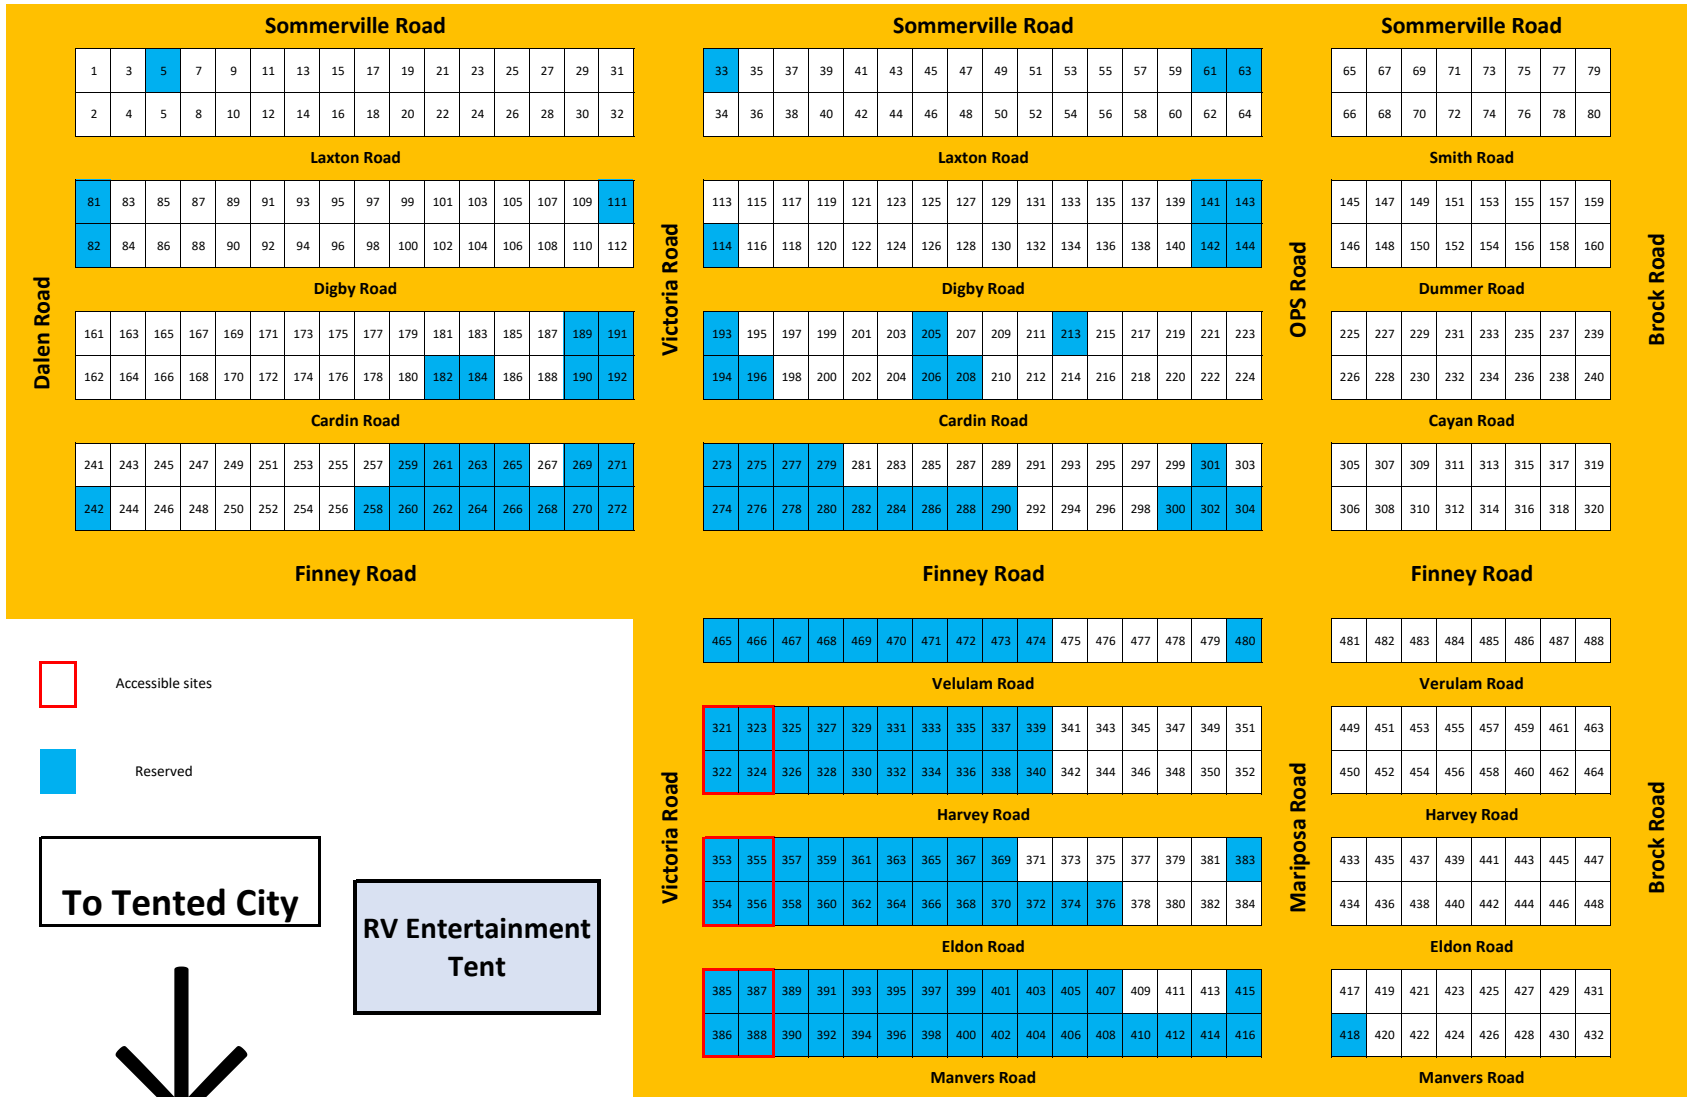 Sommerville Road Sommerville Road Sommerville Road
1 3 5 7 9 11 13 15 17 19 21 23 25 27 29 31 33 35 37 39 41 43 45 47 49 51 53 55 57 59 61 63 65 67 69 71 73 75 77 79
2 4 5 8 10 12 14 16 18 20 22 24 26 28 30 32 34 36 38 40 42 44 46 48 50 52 54 56 58 60 62 64 66 68 70 72 74 76 78 80
Laxton Road Laxton Road Smith Road
81 83 85 87 89 91 93 95 97 99 101 103 105 107 109 111 113 115 117 119 121 123 125 127 129 131 133 135 137 139 141 143 145 147 149 151 153 155 157 159
82 84 86 88 90 92 94 96 98 100 102 104 106 108 110 112 114 116 118 120 122 124 126 128 130 132 134 136 138 140 142 144 146 148 150 152 154 156 158 160
Digby Road Digby Road Dummer Road
Dalen Road
Victoria Road
OPS Road
Brock Road
161 163 165 167 169 171 173 175 177 179 181 183 185 187 189 191 193 195 197 199 201 203 205 207 209 211 213 215 217 219 221 223 225 227 229 231 233 235 237 239
162 164 166 168 170 172 174 176 178 180 182 184 186 188 190 192 194 196 198 200 202 204 206 208 210 212 214 216 218 220 222 224 226 228 230 232 234 236 238 240
Cardin Road Cardin Road Cayan Road
241 243 245 247 249 251 253 255 257 259 261 263 265 267 269 271 273 275 277 279 281 283 285 287 289 291 293 295 297 299 301 303 305 307 309 311 313 315 317 319
242 244 246 248 250 252 254 256 258 260 262 264 266 268 270 272 274 276 278 280 282 284 286 288 290 292 294 296 298 300 302 304 306 308 310 312 314 316 318 320
Finney Road Finney Road Finney Road
465 466 467 468 469 470 471 472 473 474 475 476 477 478 479 480 481 482 483 484 485 486 487 488
Velulam Road Verulam Road
Accessible sites
321 323 325 327 329 331 333 335 337 339 341 343 345 347 349 351 449 451 453 455 457 459 461 463
322 324 326 328 330 332 334 336 338 340 342 344 346 348 350 352 450 452 454 456 458 460 462 464
Reserved
Harvey Road Harvey Road
Victoria Road
Mariposa Road
Brock Road
353 355 357 359 361 363 365 367 369 371 373 375 377 379 381 383 433 435 437 439 441 443 445 447
354 356 358 360 362 364 366 368 370 372 374 376 378 380 382 384 434 436 438 440 442 444 446 448
To Tented City
RV Entertainment
Tent
Eldon Road Eldon Road
385 387 389 391 393 395 397 399 401 403 405 407 409 411 413 415 417 419 421 423 425 427 429 431
386 388 390 392 394 396 398 400 402 404 406 408 410 412 414 416 418 420 422 424 426 428 430 432
Manvers Road Manvers Road